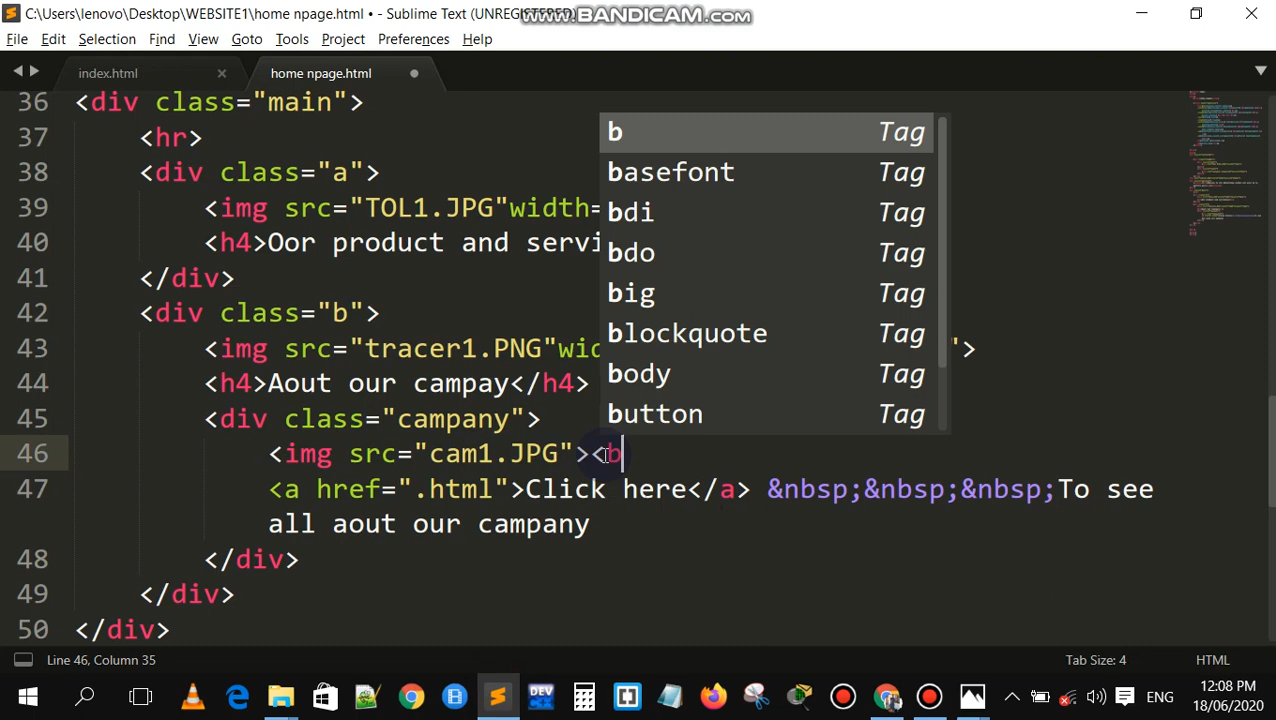 C:\Users\lenovo\Desktop\WEBSITE1\home npage.html • - Sublime Text (UNREGISTERED)
www.BANDICAM.com
File Edit Selection Find View Goto Tools Project Preferences Help
index.html × home npage.html
36 <div class="main">
37 <hr>
38 <div class="a">
39 <img src="TOL1.JPG"width=
40 <h4>Oor product and servi
41 </div>
42 <div class="b">
43 <img src="tracer1.PNG"wid ">
44 <h4>Aout our campay</h4>
45 <div class="campany">
46 <img src="cam1.JPG"><b
47 <a href=".html">Click here</a> &nbsp;&nbsp;&nbsp;To see
all aout our campany
48 </div>
49 </div>
50 </div>
b Tag
basefont Tag
bdi Tag
bdo Tag
big Tag
blockquote Tag
body Tag
button Tag
Line 46, Column 35 Tab Size: 4 HTML
DEV
ENG
12:08 PM
18/06/2020